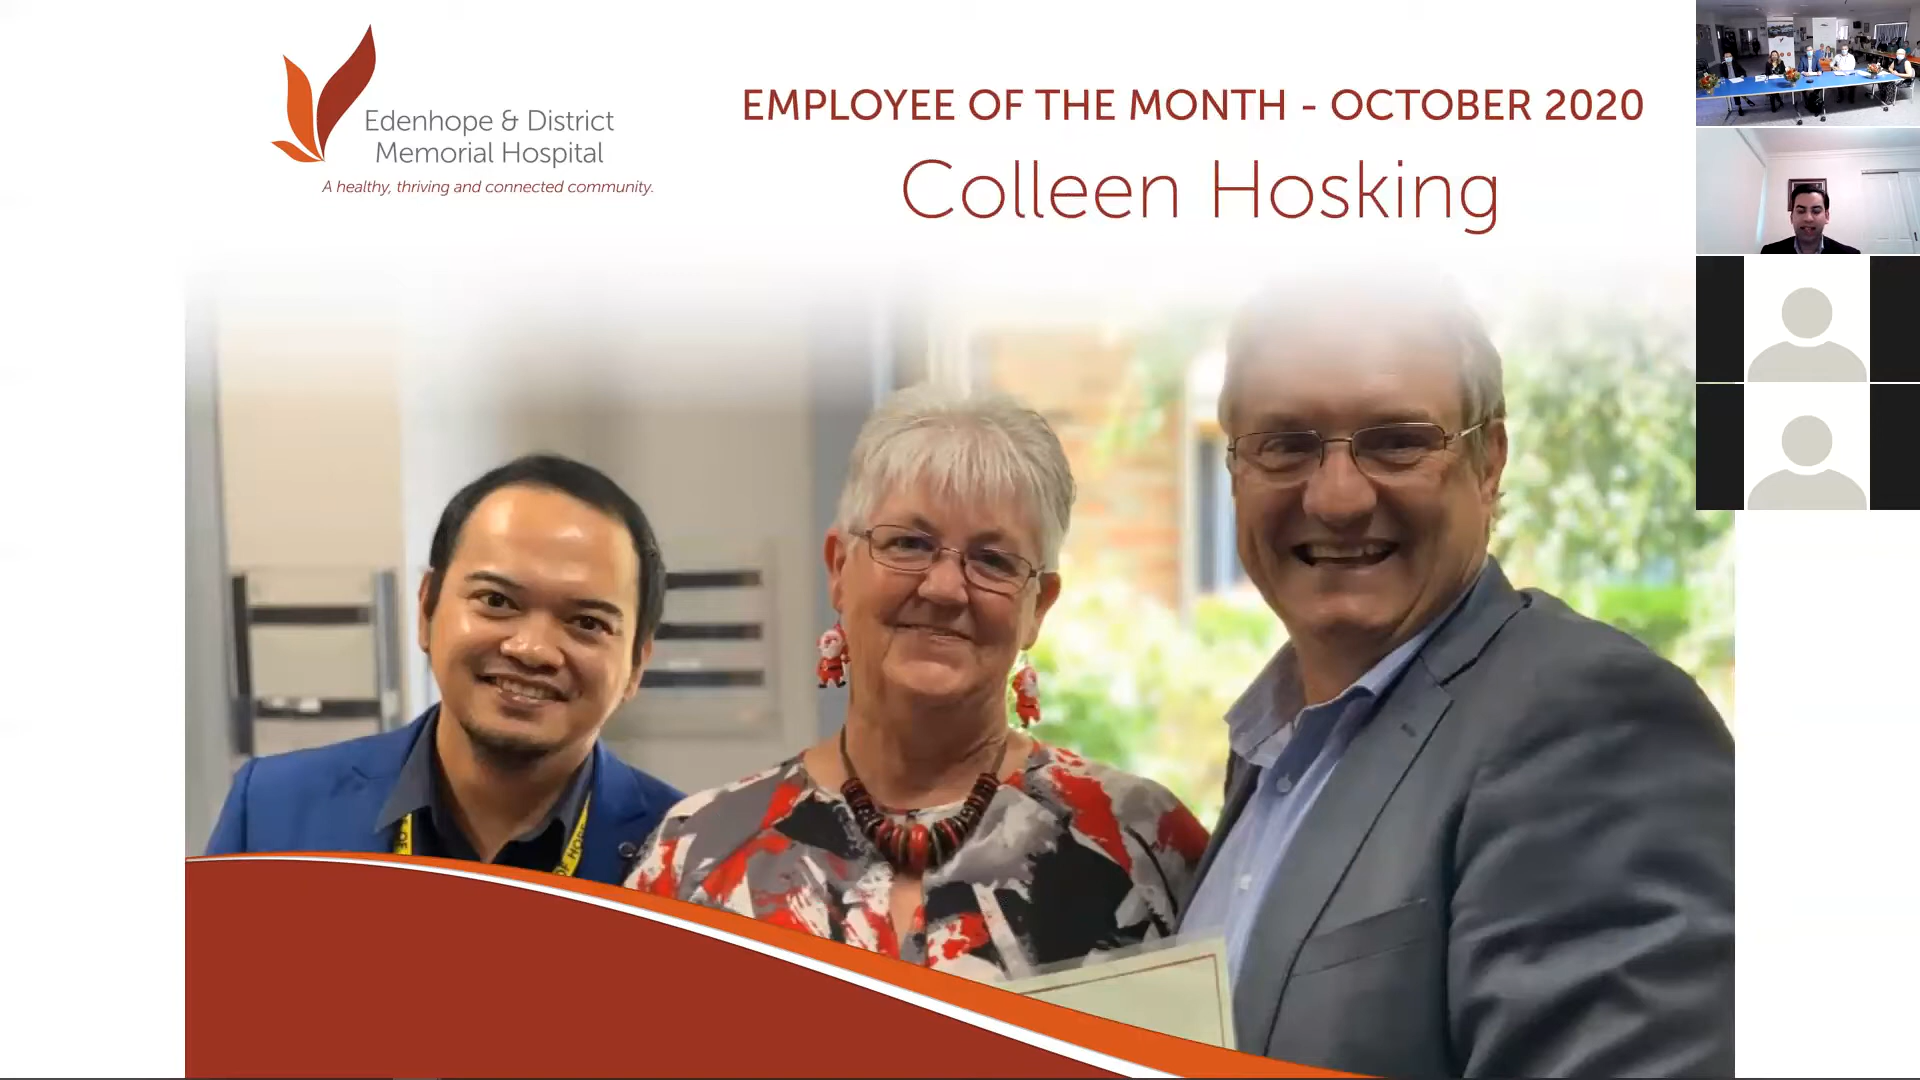 Edenhope & District
Memorial Hospital
A healthy, thriving and connected community.
EMPLOYEE OF THE MONTH - OCTOBER 2020
Colleen Hosking